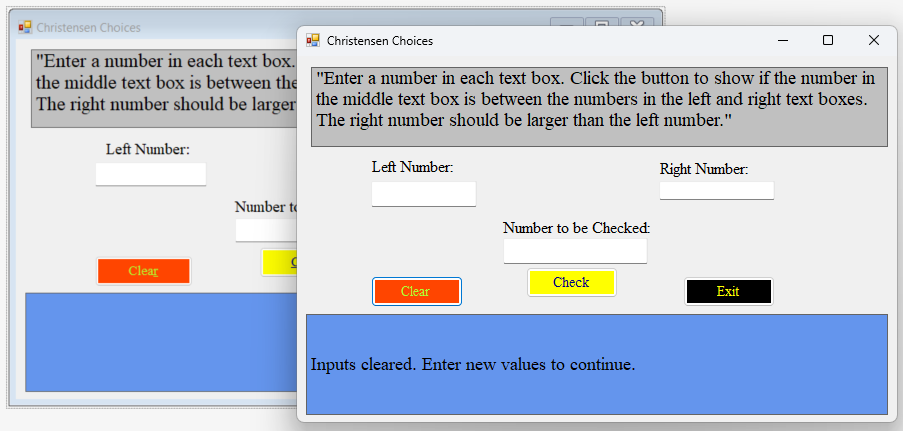 Christensen Choices
"Enter a number in each text box.
the middle text box is between the
The right number should be larger
Left Number:
Number to
Clear
C
Christensen Choices
"Enter a number in each text box. Click the button to show if the number in
the middle text box is between the numbers in the left and right text boxes.
The right number should be larger than the left number."
Left Number:
Right Number:
Number to be Checked:
Clear
Check
Exit
Inputs cleared. Enter new values to continue.